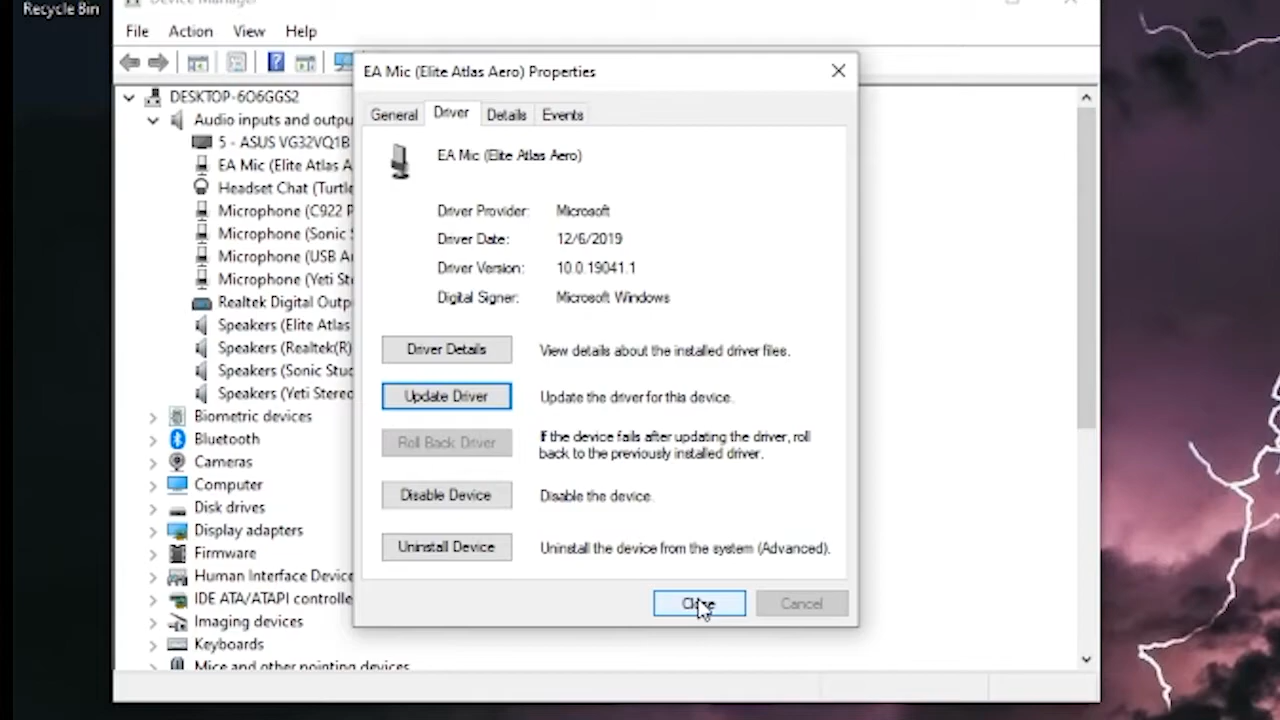 Recycle Bin
Device Manager
File Action View Help
DESKTOP-6O6GGS2
Audio inputs and outpu
5 - ASUS VG32VQ1B
EA Mic (Elite Atlas A
Headset Chat (Turtle
Microphone (C922 P
Microphone (Sonic S
Microphone (USB A
Microphone (Yeti St
Realtek Digital Outp
Speakers (Elite Atlas
Speakers (Realtek(R)
Speakers (Sonic Stud
Speakers (Yeti Stereo
Biometric devices
Bluetooth
Cameras
Computer
Disk drives
Display adapters
Firmware
Human Interface Device
IDE ATA/ATAPI controlle
Imaging devices
Keyboards
Mice and other pointing devices
EA Mic (Elite Atlas Aero) Properties
General Driver Details Events
EA Mic (Elite Atlas Aero)
Driver Provider: Microsoft
Driver Date: 12/6/2019
Driver Version: 10.0.19041.1
Digital Signer: Microsoft Windows
Driver Details View details about the installed driver files.
Update Driver Update the driver for this device.
Roll Back Driver If the device fails after updating the driver, roll
back to the previously installed driver.
Disable Device Disable the device.
Uninstall Device Uninstall the device from the system (Advanced).
Close Cancel